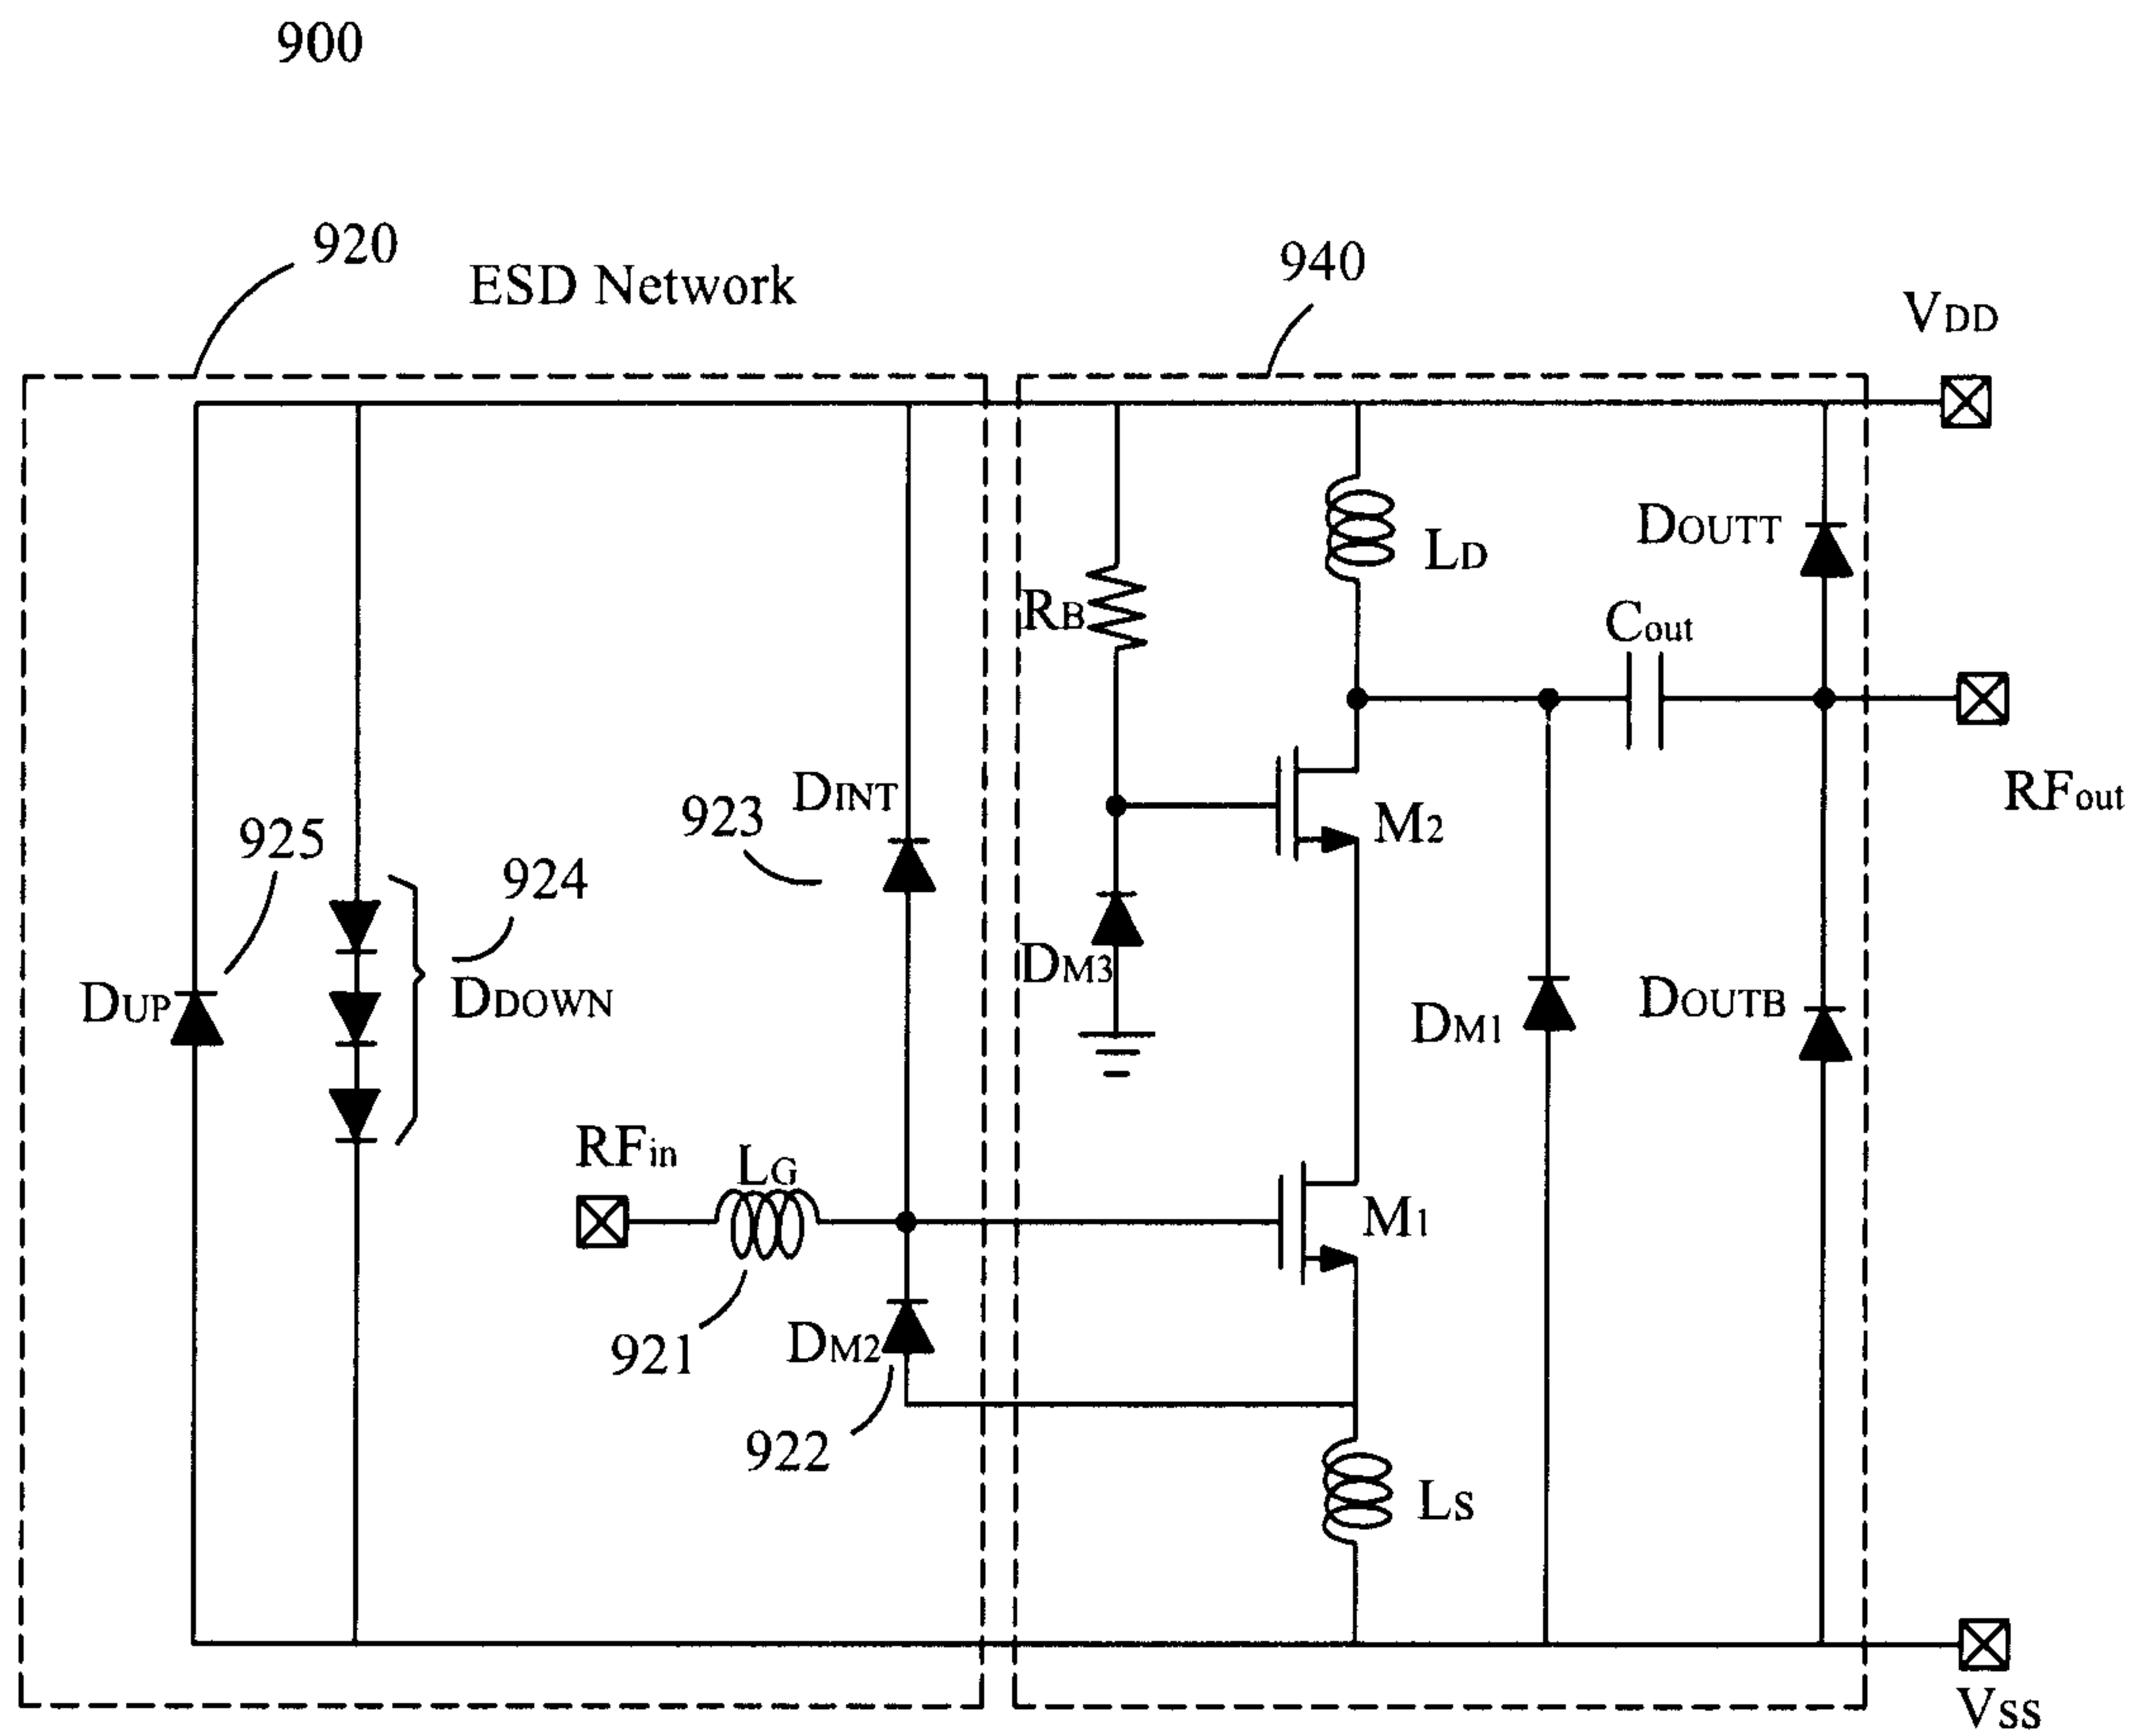 900
920
ESD Network
940
VDD
DOUTT
LD
RB
Cout
DINT
923
M2
RFout
925
924
DM3
DUP
DDOWN
DM1
DOUTB
RFin
LG
M1
921
DM2
922
LS
VSS